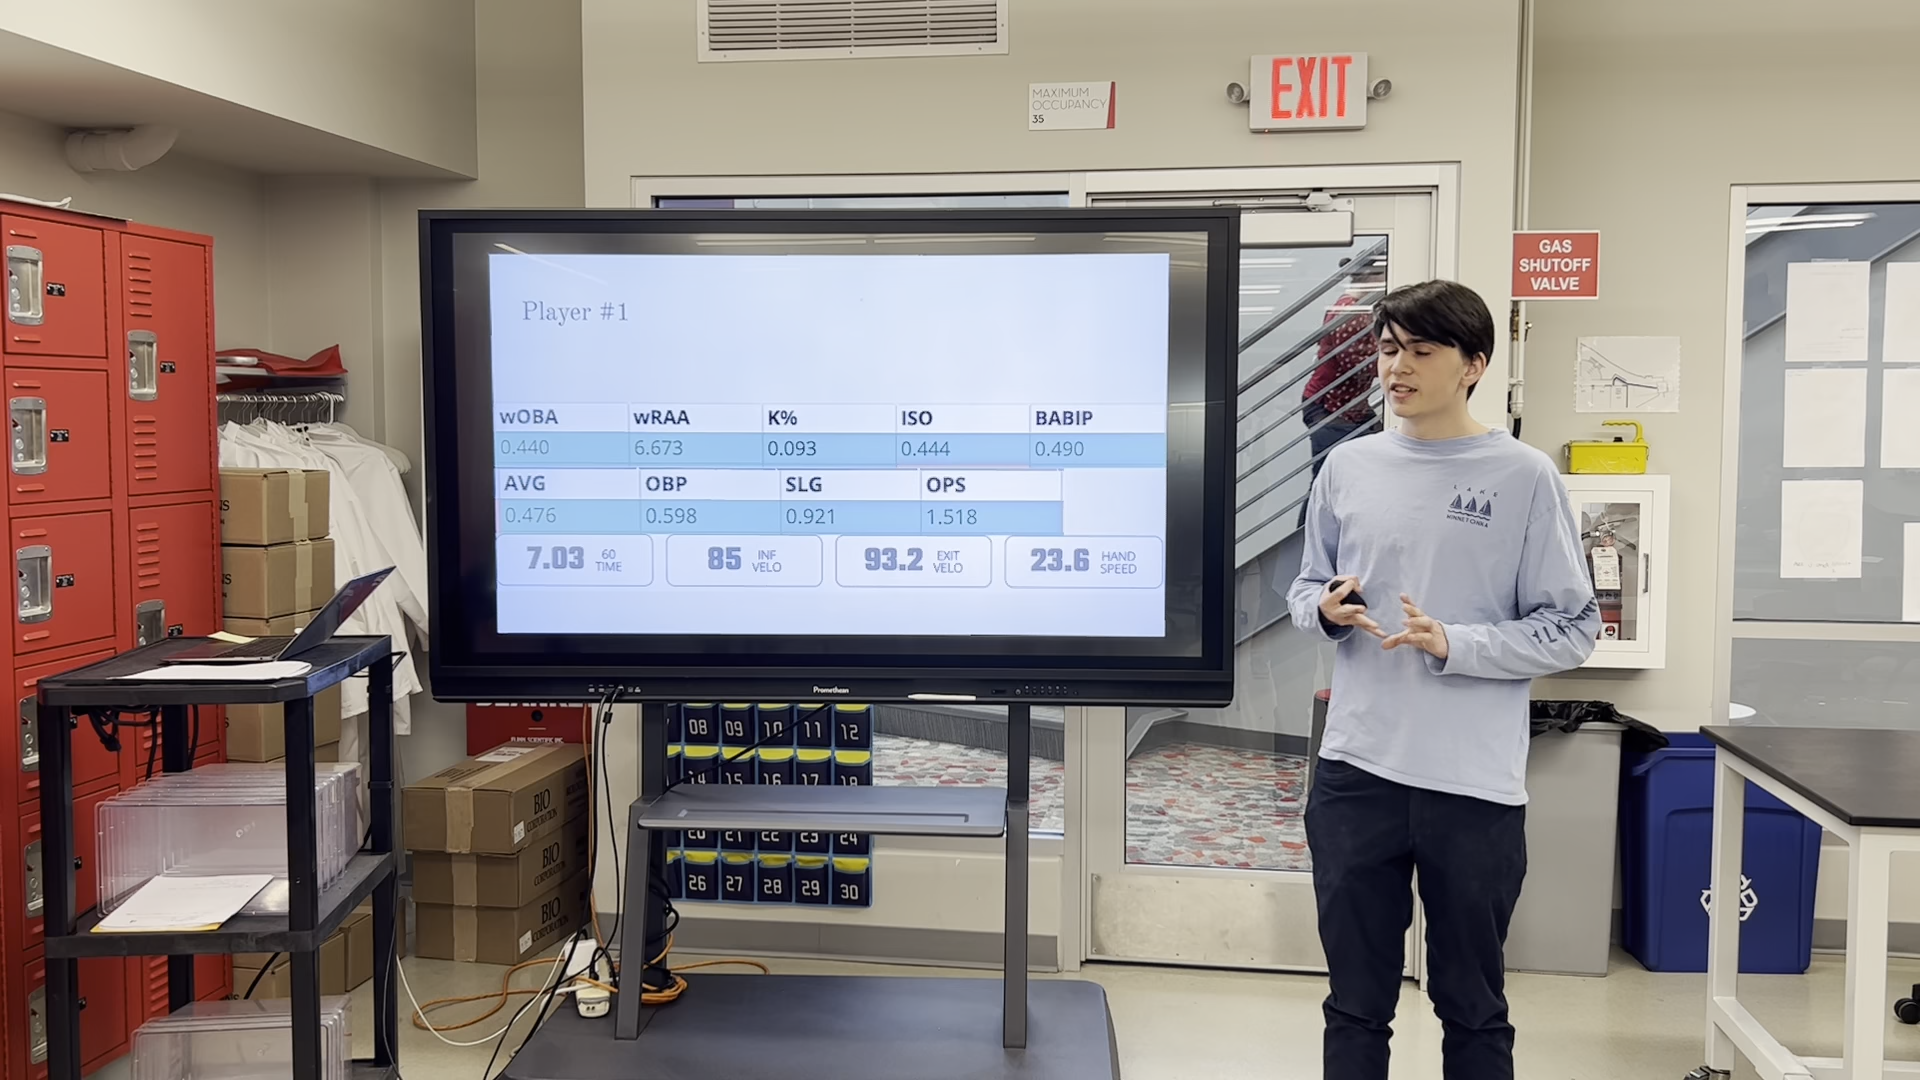 MAXIMUM
OCCUPANCY
35
EXIT
GAS
SHUTOFF
VALVE
Player #1
wOBA wRAA K% ISO BABIP
0.440 6.673 0.093 0.444 0.490
AVG OBP SLG OPS
0.476 0.598 0.921 1.518
7.03 60 TIME
85 INF VELO
93.2 EXIT VELO
23.6 HAND SPEED
Promethean
LAKE
MINNETONKA
08 09 10 11 12
14 15 16 17 18
20 21 22 23 24
26 27 28 29 30
BIO
CORPORATION
BIO
CORPORATION
BIO
CORPORATION